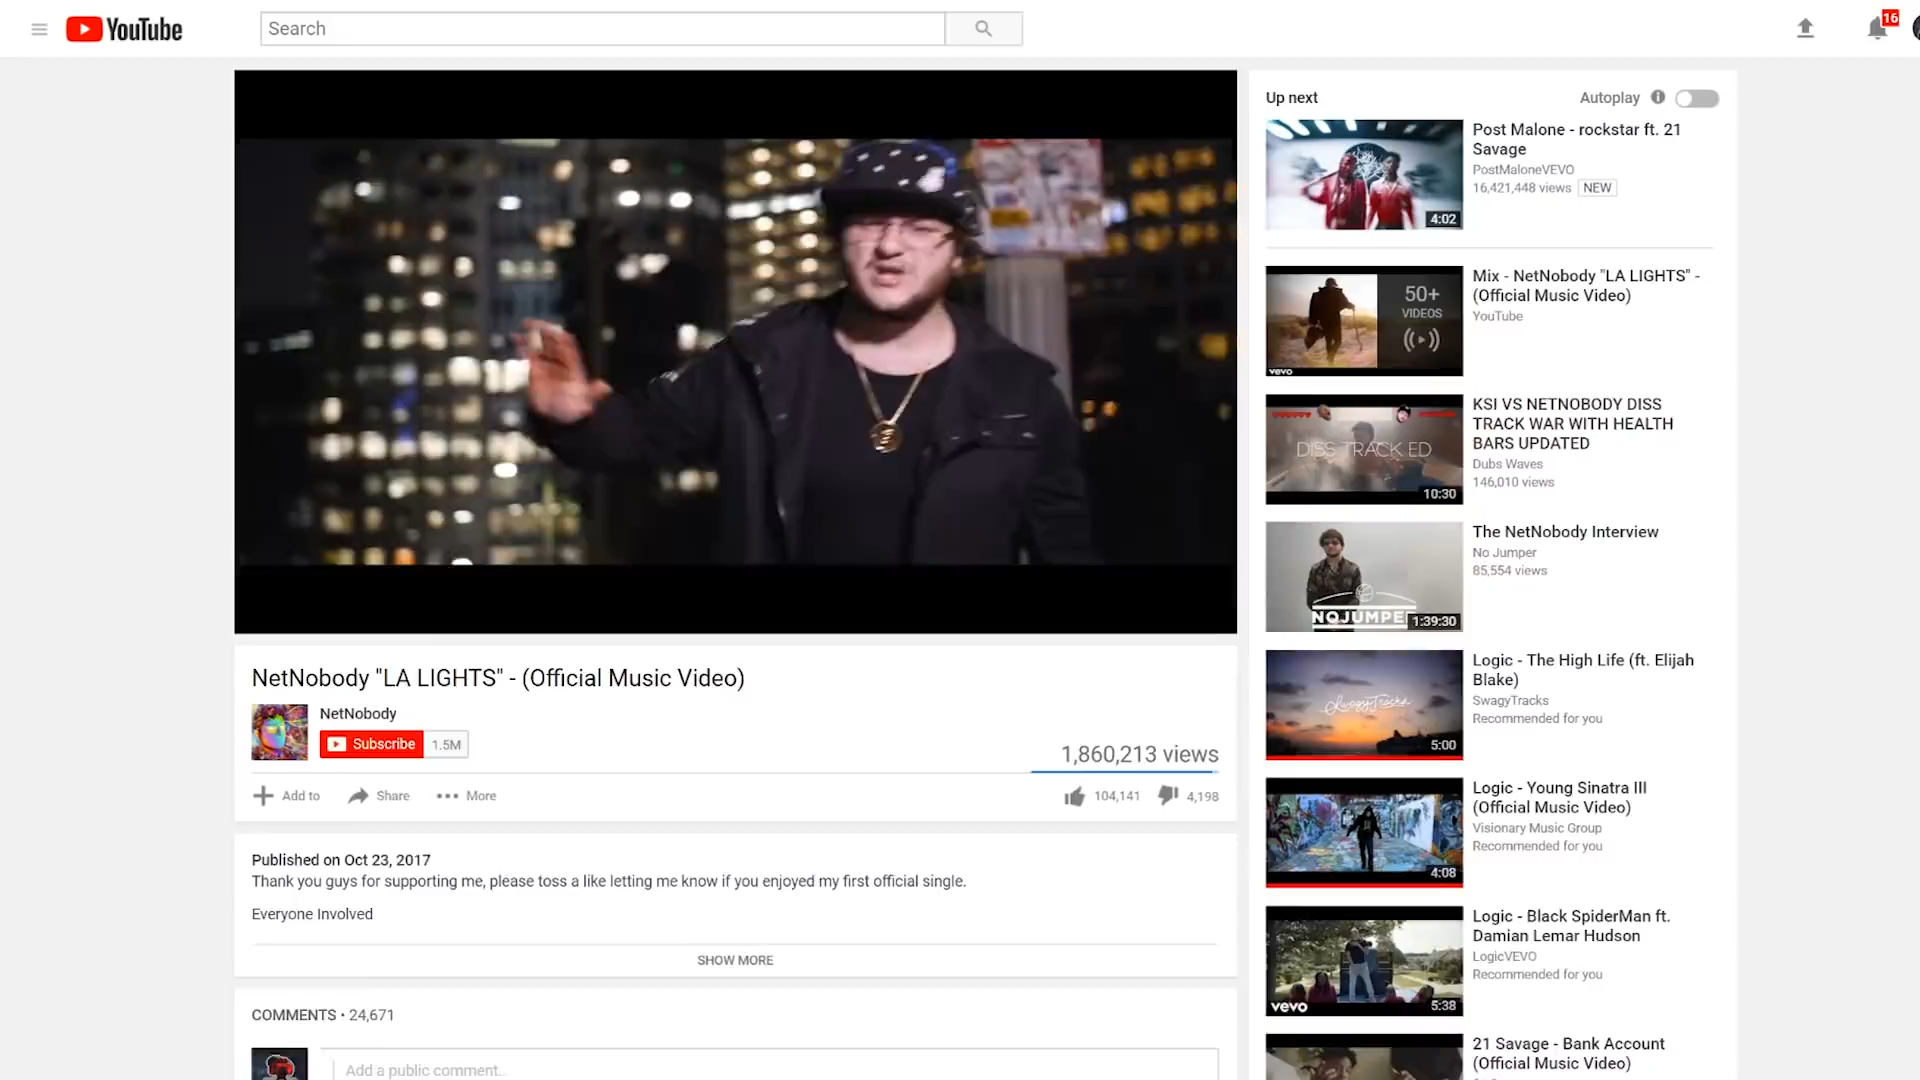 YouTube
Search
16
NetNobody "LA LIGHTS" - (Official Music Video)
NetNobody
Subscribe 1.5M
1,860,213 views
Add to Share More
104,141 4,198
Published on Oct 23, 2017
Thank you guys for supporting me, please toss a like letting me know if you enjoyed my first official single.
Everyone Involved
SHOW MORE
COMMENTS • 24,671
Add a public comment..
Up next
Autoplay
4:02
Post Malone - rockstar ft. 21
Savage
PostMaloneVEVO
16,421,448 views NEW
50+
VIDEOS
vevo
Mix - NetNobody "LA LIGHTS" -
(Official Music Video)
YouTube
DISS TRACK ED
10:30
KSI VS NETNOBODY DISS
TRACK WAR WITH HEALTH
BARS UPDATED
Dubs Waves
146,010 views
NOJUMPER
1:39:30
The NetNobody Interview
No Jumper
85,554 views
SwagyTracks
5:00
Logic - The High Life (ft. Elijah
Blake)
SwagyTracks
Recommended for you
4:08
Logic - Young Sinatra III
(Official Music Video)
Visionary Music Group
Recommended for you
vevo
5:38
Logic - Black SpiderMan ft.
Damian Lemar Hudson
LogicVEVO
Recommended for you
21 Savage - Bank Account
(Official Music Video)